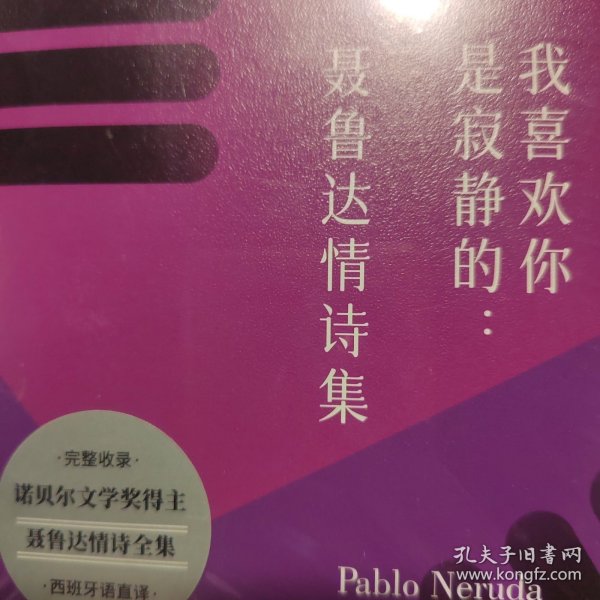 我喜欢你
是寂静的：
聂鲁达情诗集
·完整收录·
诺贝尔文学奖得主
聂鲁达情诗全集
·西班牙语直译·
Pablo Neruda
孔夫子旧书网
www.kongfz.com